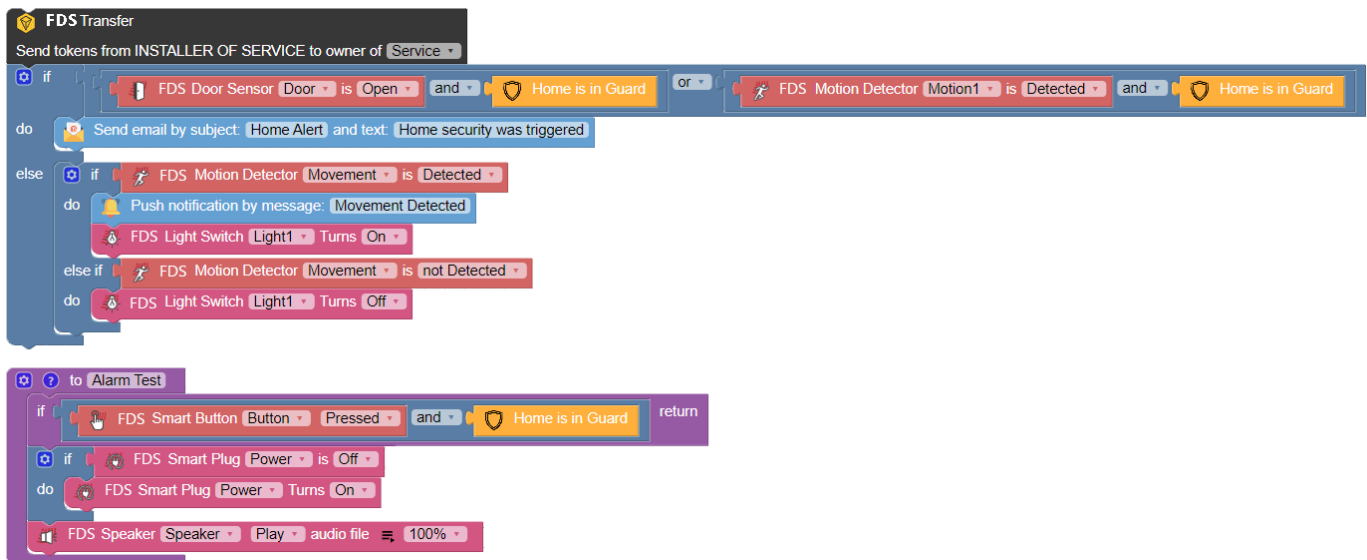 FDS Transfer
Send tokens from INSTALLER OF SERVICE to owner of Service
if FDS Door Sensor Door is Open and Home is in Guard or FDS Motion Detector Motion1 is Detected and Home is in Guard
do Send email by subject: Home Alert and text: Home security was triggered
else if FDS Motion Detector Movement is Detected
do Push notification by message: Movement Detected
FDS Light Switch Light1 Turns On
else if FDS Motion Detector Movement is not Detected
do FDS Light Switch Light1 Turns Off
? to Alarm Test
if FDS Smart Button Button Pressed and Home is in Guard return
if FDS Smart Plug Power is Off
do FDS Smart Plug Power Turns On
FDS Speaker Speaker Play audio file 100%